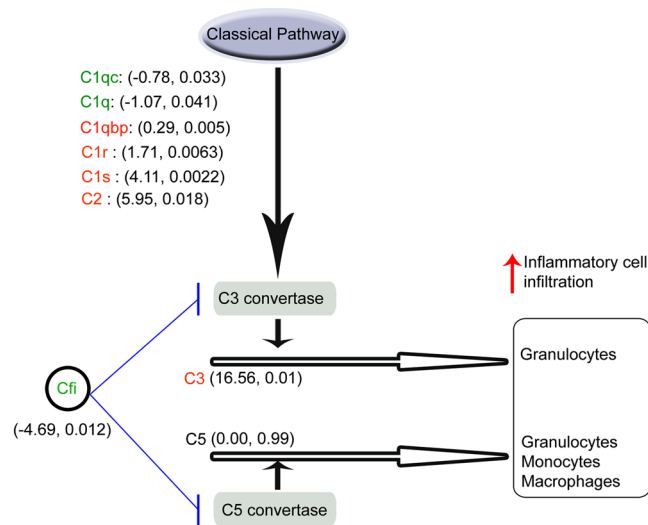 Classical Pathway
C1qc: (-0.78, 0.033)
C1q: (-1.07, 0.041)
C1qbp: (0.29, 0.005)
C1r : (1.71, 0.0063)
C1s : (4.11, 0.0022)
C2 : (5.95, 0.018)
Inflammatory cell
infiltration
C3 convertase
Granulocytes
C3 (16.56, 0.01)
Cfi
(-4.69, 0.012)
C5 (0.00, 0.99)
Granulocytes
Monocytes
Macrophages
C5 convertase